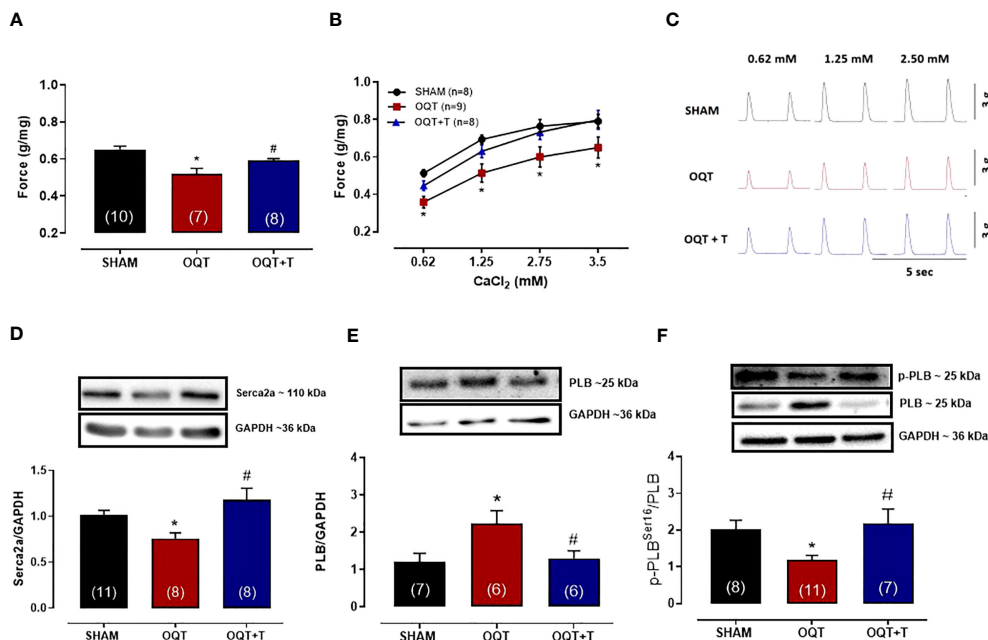 A
Force (g/mg)
1.0
0.8
0.6
0.4
0.2
*
#
(10)
(7)
(8)
SHAM
OQT
OQT+T
B
Force (g/mg)
1.0
0.8
0.6
0.4
0.2
SHAM (n=8)
OQT (n=9)
OQT+T (n=8)
*
*
*
*
0.62
1.25
2.75
3.5
CaCl₂ (mM)
C
0.62 mM
1.25 mM
2.50 mM
SHAM
3 g
OQT
3 g
OQT + T
3 g
5 sec
D
Serca2a ~ 110 kDa
GAPDH ~36 kDa
Serca2a/GAPDH
1.5
1.0
0.5
0.0
*
#
(11)
(8)
(8)
SHAM
OQT
OQT+T
E
PLB ~25 kDa
GAPDH ~36 kDa
PLB/GAPDH
4
3
2
1
0
*
#
(7)
(6)
(6)
SHAM
OQT
OQT+T
F
p-PLB ~ 25 kDa
PLB ~ 25 kDa
GAPDH ~ 36 kDa
p-PLBSer16/PLB
4
3
2
1
0
*
#
(8)
(11)
(7)
SHAM
OQT
OQT+T